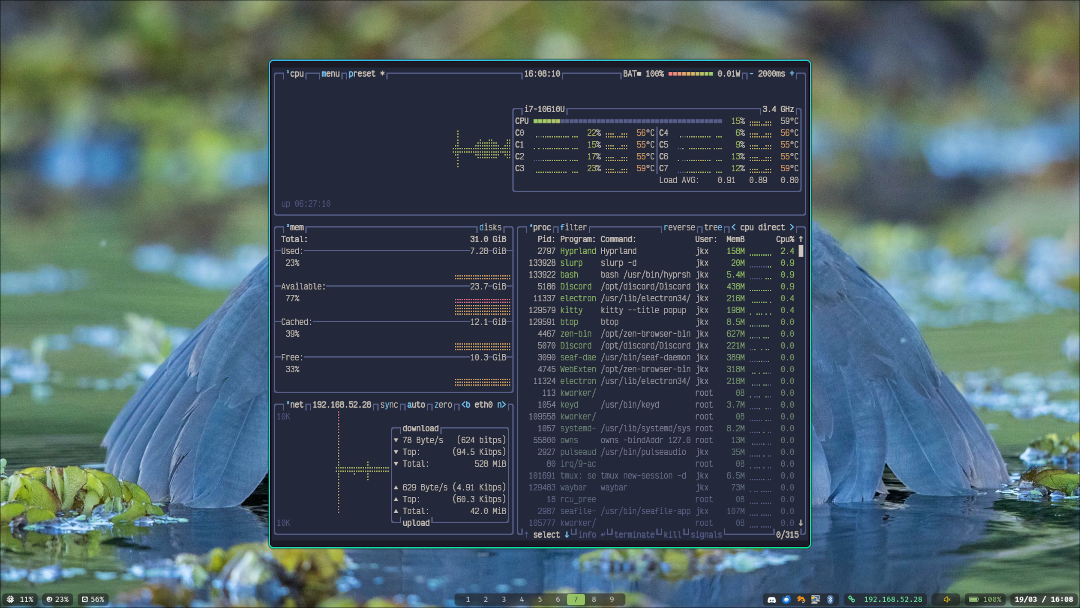 ¹cpu menu preset * 16:08:10 BAT■ 100% 0.01W - 2000ms +
i7-10610U 3.4 GHz
CPU 15% 59°C
C0 22% 56°C C4 6% 56°C
C1 15% 55°C C5 9% 55°C
C2 17% 55°C C6 13% 55°C
C3 23% 59°C C7 12% 59°C
Load AVG: 0.91 0.89 0.80
up 06:27:10
²mem disks
Total: 31.0 GiB
Used: 7.28 GiB
23%
Available: 23.7 GiB
77%
Cached: 12.1 GiB
39%
Free: 10.3 GiB
33%
³net 192.168.52.28 sync auto zero <b eth0 n>
10K
download
▼ 78 Byte/s (624 bitps)
▼ Top: (94.5 Kibps)
▼ Total: 528 MiB
▲ 629 Byte/s (4.91 Kibps)
▲ Top: (60.3 Kibps)
▲ Total: 42.0 MiB
upload
10K
⁴proc filter reverse tree < cpu direct >
Pid: Program: Command: User: MemB Cpu% ↑
2797 Hyprland Hyprland jkx 158M 2.4
133928 slurp slurp -d jkx 20M 0.9
133922 bash bash /usr/bin/hyprsh jkx 5.4M 0.9
5186 Discord /opt/discord/Discord jkx 438M 0.9
11337 electron /usr/lib/electron34/ jkx 216M 0.4
129579 kitty kitty --title popup jkx 198M 0.4
129591 btop btop jkx 8.5M 0.0
4467 zen-bin /opt/zen-browser-bin jkx 627M 0.0
5070 Discord /opt/discord/Discord jkx 221M 0.0
3090 seaf-dae /usr/bin/seaf-daemon jkx 389M 0.0
4745 WebExten /opt/zen-browser-bin jkx 318M 0.0
11324 electron /usr/lib/electron34/ jkx 218M 0.0
113 kworker/ root 0B 0.0
1054 keyd /usr/bin/keyd root 3.7M 0.0
109558 kworker/ root 0B 0.0
1057 systemd- /usr/lib/systemd/sys root 8.2M 0.0
55800 owns owns -bindAddr 127.0 root 13M 0.0
2927 pulseaud /usr/bin/pulseaudio jkx 35M 0.0
80 irq/9-ac root 0B 0.0
101691 tmux: se tmux new-session -d jkx 6.5M 0.0
129483 waybar waybar jkx 73M 0.0
18 rcu_pree root 0B 0.0
2987 seafile- /usr/bin/seafile-app jkx 107M 0.0
105777 kworker/ root 0B 0.0 ↓
↑ select ↓ info ↵ terminate kill signals 0/315
11% 23% 56% 1 2 3 4 5 6 7 8 9 192.168.52.28 100% 19/03 / 16:08